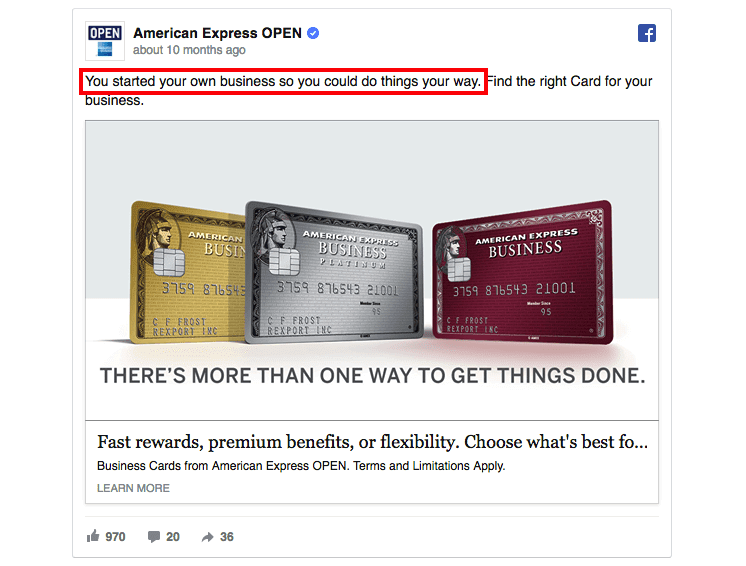 OPEN
American Express OPEN
about 10 months ago
You started your own business so you could do things your way. Find the right Card for your
business.
AMERICAN
BUSIN
3759 876543
C F FROST
REXPORT INC
AMERICAN EXPRESS
BUSINESS
PLATINUM
3759 876543 21001
Member Since
95
C F FROST
REXPORT INC
AMERICAN EXPRESS
BUSINESS
3759 876543 21001
Member Since
95
C F FROST
REXPORT INC
THERE'S MORE THAN ONE WAY TO GET THINGS DONE.
Fast rewards, premium benefits, or flexibility. Choose what's best fo...
Business Cards from American Express OPEN. Terms and Limitations Apply.
LEARN MORE
970
20
36